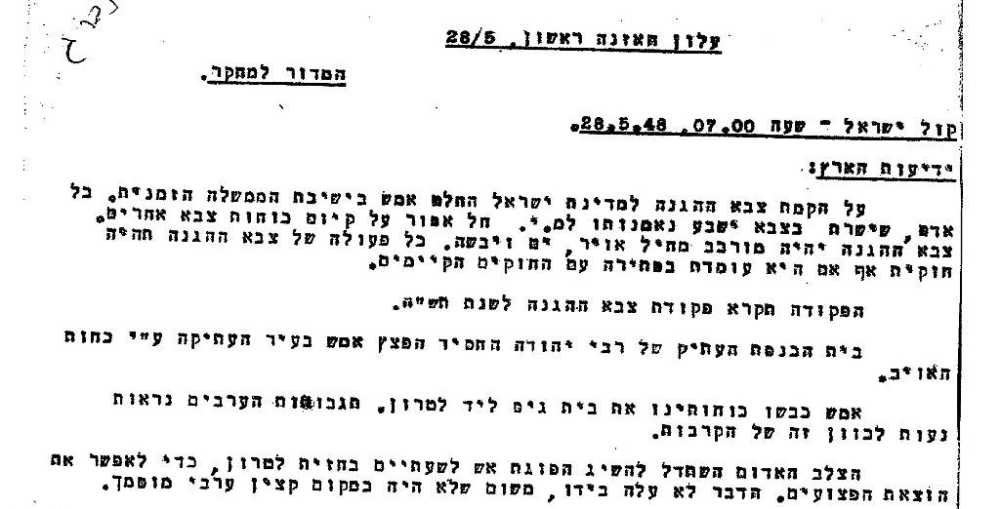 עלון האזנה ראשון, 28/5
המדור למחקר.
קול ישראל - שעה 07.00, 28.5.48.
ידיעות הארץ:
על הקמת צבא ההגנה למדינת ישראל הוחלט אמש בישיבת הממשלה הזמנית. כל
אדם, שישרת בצבא ישבע נאמנותו למ.י. חל אסור על קיום כוחות צבא אחרים.
צבא ההגנה יהיה מורכב מחיל אויר, ים ויבשה. כל פעולה של צבא ההגנה תהיה
חוקית אף אם היא עומדת בסתירה עם החוקים הקיימים.
הפקודה תקרא פקודת צבא ההגנה לשנת תש"ה.
בית הכנסת העתיק של רבי יהודה החסיד הפצץ אמש בעיר העתיקה ע"י כחות
האויב.
אמש כבשו כוחותינו את בית גיס ליד לטרון. תגבורות הערבים נראות
נעות לכוון זה של הקרבות.
הצלב האדום השתדל להשיג הפוגת אש לשעתיים בחזית לטרון, כדי לאפשר את
הוצאת הפצועים. הדבר לא עלה בידו, משום שלא היה במקום קצין ערבי מוסמך.